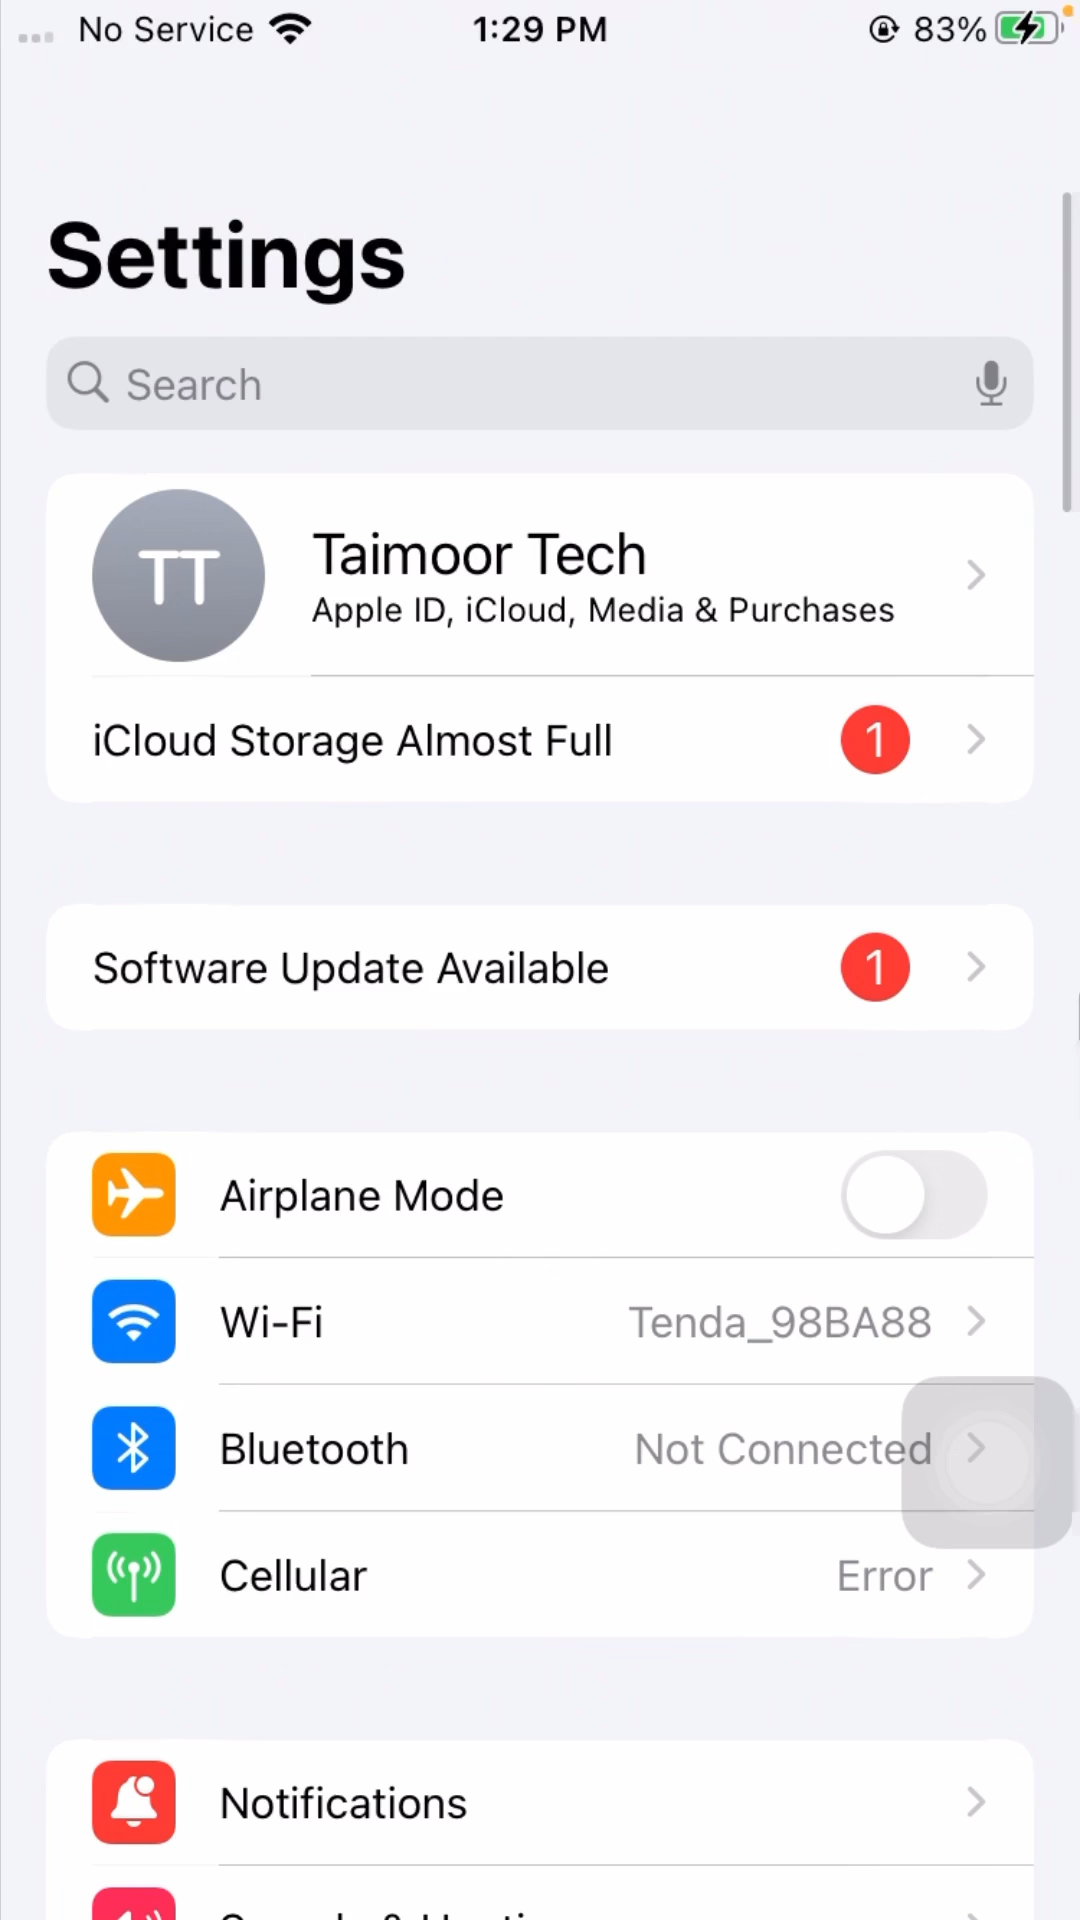 No Service 1:29 PM 83%
Settings
Search
TT
Taimoor Tech
Apple ID, iCloud, Media & Purchases
iCloud Storage Almost Full 1
Software Update Available 1
Airplane Mode
Wi-Fi Tenda_98BA88
Bluetooth Not Connected
Cellular Error
Notifications